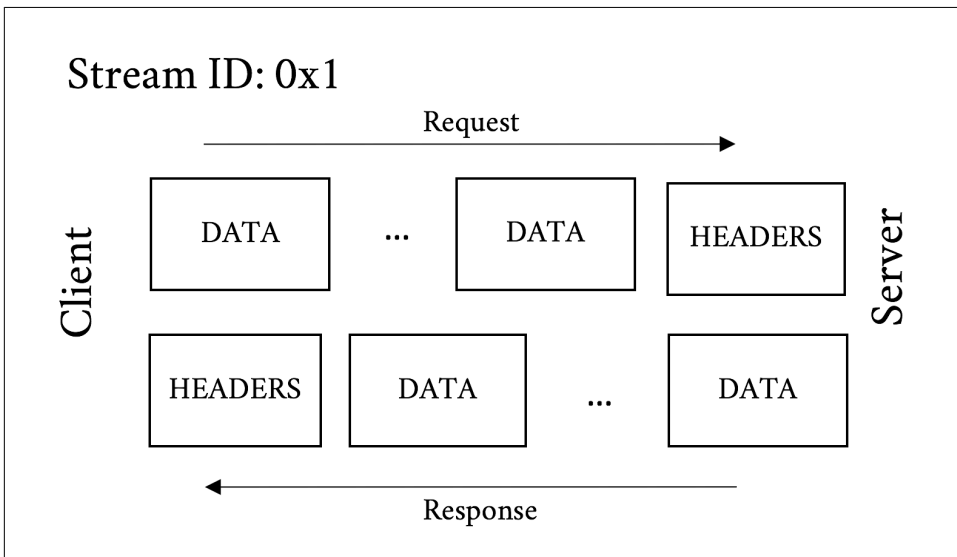 Stream ID: 0x1
Request
Client
DATA
...
DATA
HEADERS
Server
HEADERS
DATA
...
DATA
Response